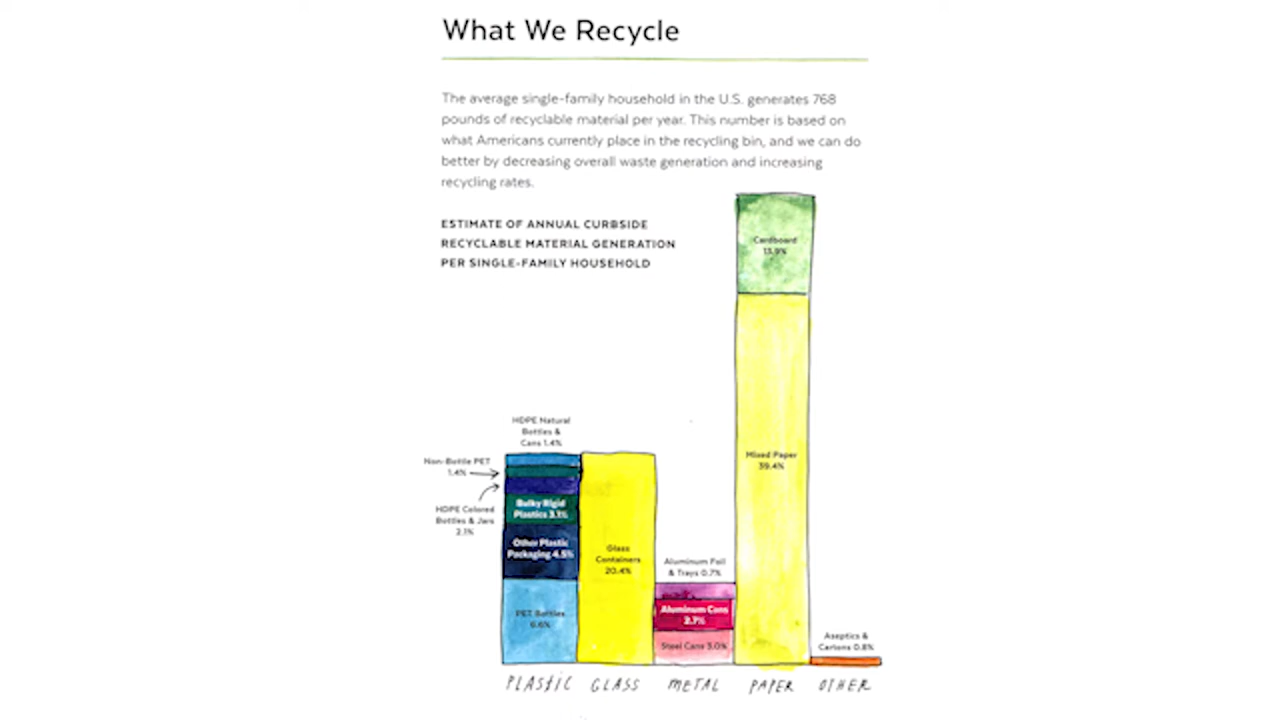 What We Recycle
The average single-family household in the U.S. generates 768
pounds of recyclable material per year. This number is based on
what Americans currently place in the recycling bin, and we can do
better by decreasing overall waste generation and increasing
recycling rates.
ESTIMATE OF ANNUAL CURBSIDE
RECYCLABLE MATERIAL GENERATION
PER SINGLE-FAMILY HOUSEHOLD
Cardboard
13.9%
Mixed Paper
39.4%
HDPE Natural
Bottles &
Cans 1.4%
Non-Bottle PET
1.4%
HDPE Colored
Bottles & Jars
2.1%
Bulky Rigid
Plastics 3.1%
Other Plastic
Packaging 4.5%
PET Bottles
6.6%
Glass
Containers
20.4%
Aluminum Foil
& Trays 0.7%
Aluminum Cans
2.7%
Steel Cans 3.0%
Aseptics &
Cartons 0.8%
PLASTIC GLASS METAL PAPER OTHER